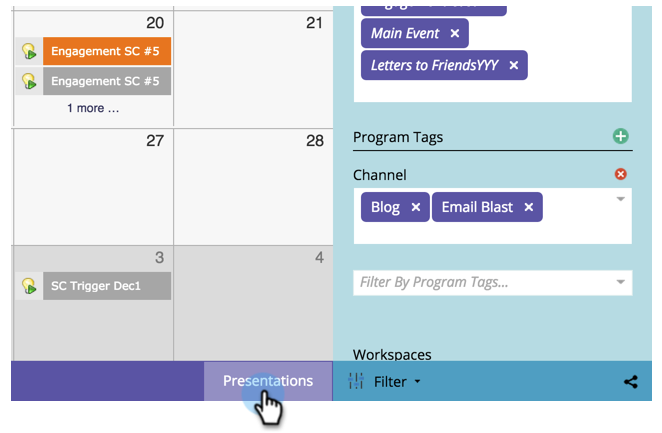 20
21
Engagement SC #5
Engagement SC #5
1 more ...
27
28
3
4
SC Trigger Dec1
Presentations
Main Event ×
Letters to FriendsYYY ×
Program Tags
Channel
Blog × Email Blast ×
Filter By Program Tags...
Workspaces
Filter